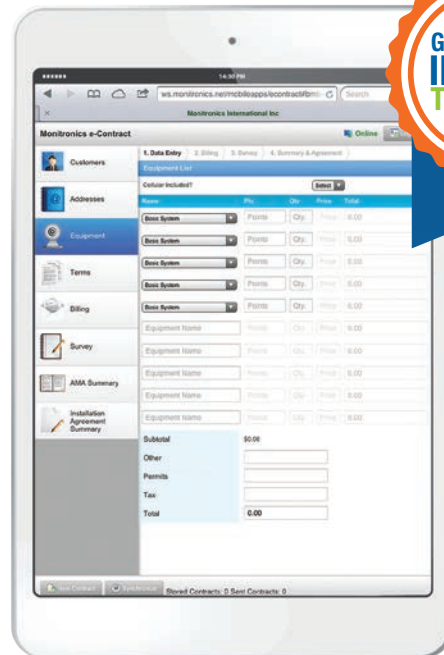 14:30 PM
ws.monitronics.net/mobileapps/econtract/fbm
Search
Monitronics International Inc
Monitronics e-Contract
Online
1. Data Entry
2. Billing
3. Survey
4. Summary & Agreement
Customers
Addresses
Equipment
Terms
Billing
Survey
AMA Summary
Installation
Agreement
Summary
Equipment List
Cellular Included?
Select
Name Pts Qty Price Total
Basic System Points Qty. Price 0.00
Basic System Points Qty. Price 0.00
Basic System Points Qty. Price 0.00
Basic System Points Qty. Price 0.00
Basic System Points Qty. Price 0.00
Equipment Name Points Qty. Price 0.00
Equipment Name Points Qty. Price 0.00
Equipment Name Points Qty. Price 0.00
Equipment Name Points Qty. Price 0.00
Equipment Name Points Qty. Price 0.00
Subtotal $0.00
Other
Permits
Tax
Total 0.00
New Contract
Synchronize
Stored Contracts: 0 Sent Contracts: 0